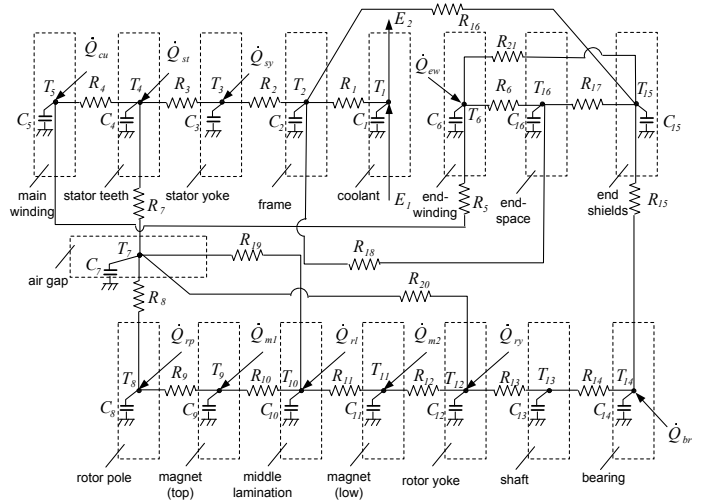 R16
E2
Q̇cu
Q̇st
Q̇sy
R21
Q̇ew
T5 R4 T4 R3 T3 R2 T2 R1 T1
R6 T16 R17 T15
T6
C5 C4 C3 C2 C1 C6 C16 C15
main winding
stator teeth
stator yoke
frame
coolant
E1
end-winding
R5
end-space
end shields
R15
R7
R19
R18
T7
C7
air gap
R8
R20
Q̇rp
Q̇m1
Q̇rl
Q̇m2
Q̇ry
T8 R9 T9 R10 T10 R11 T11 R12 T12 R13 T13 R14 T14
C8 C9 C10 C11 C12 C13 C14
Q̇br
rotor pole
magnet (top)
middle lamination
magnet (low)
rotor yoke
shaft
bearing